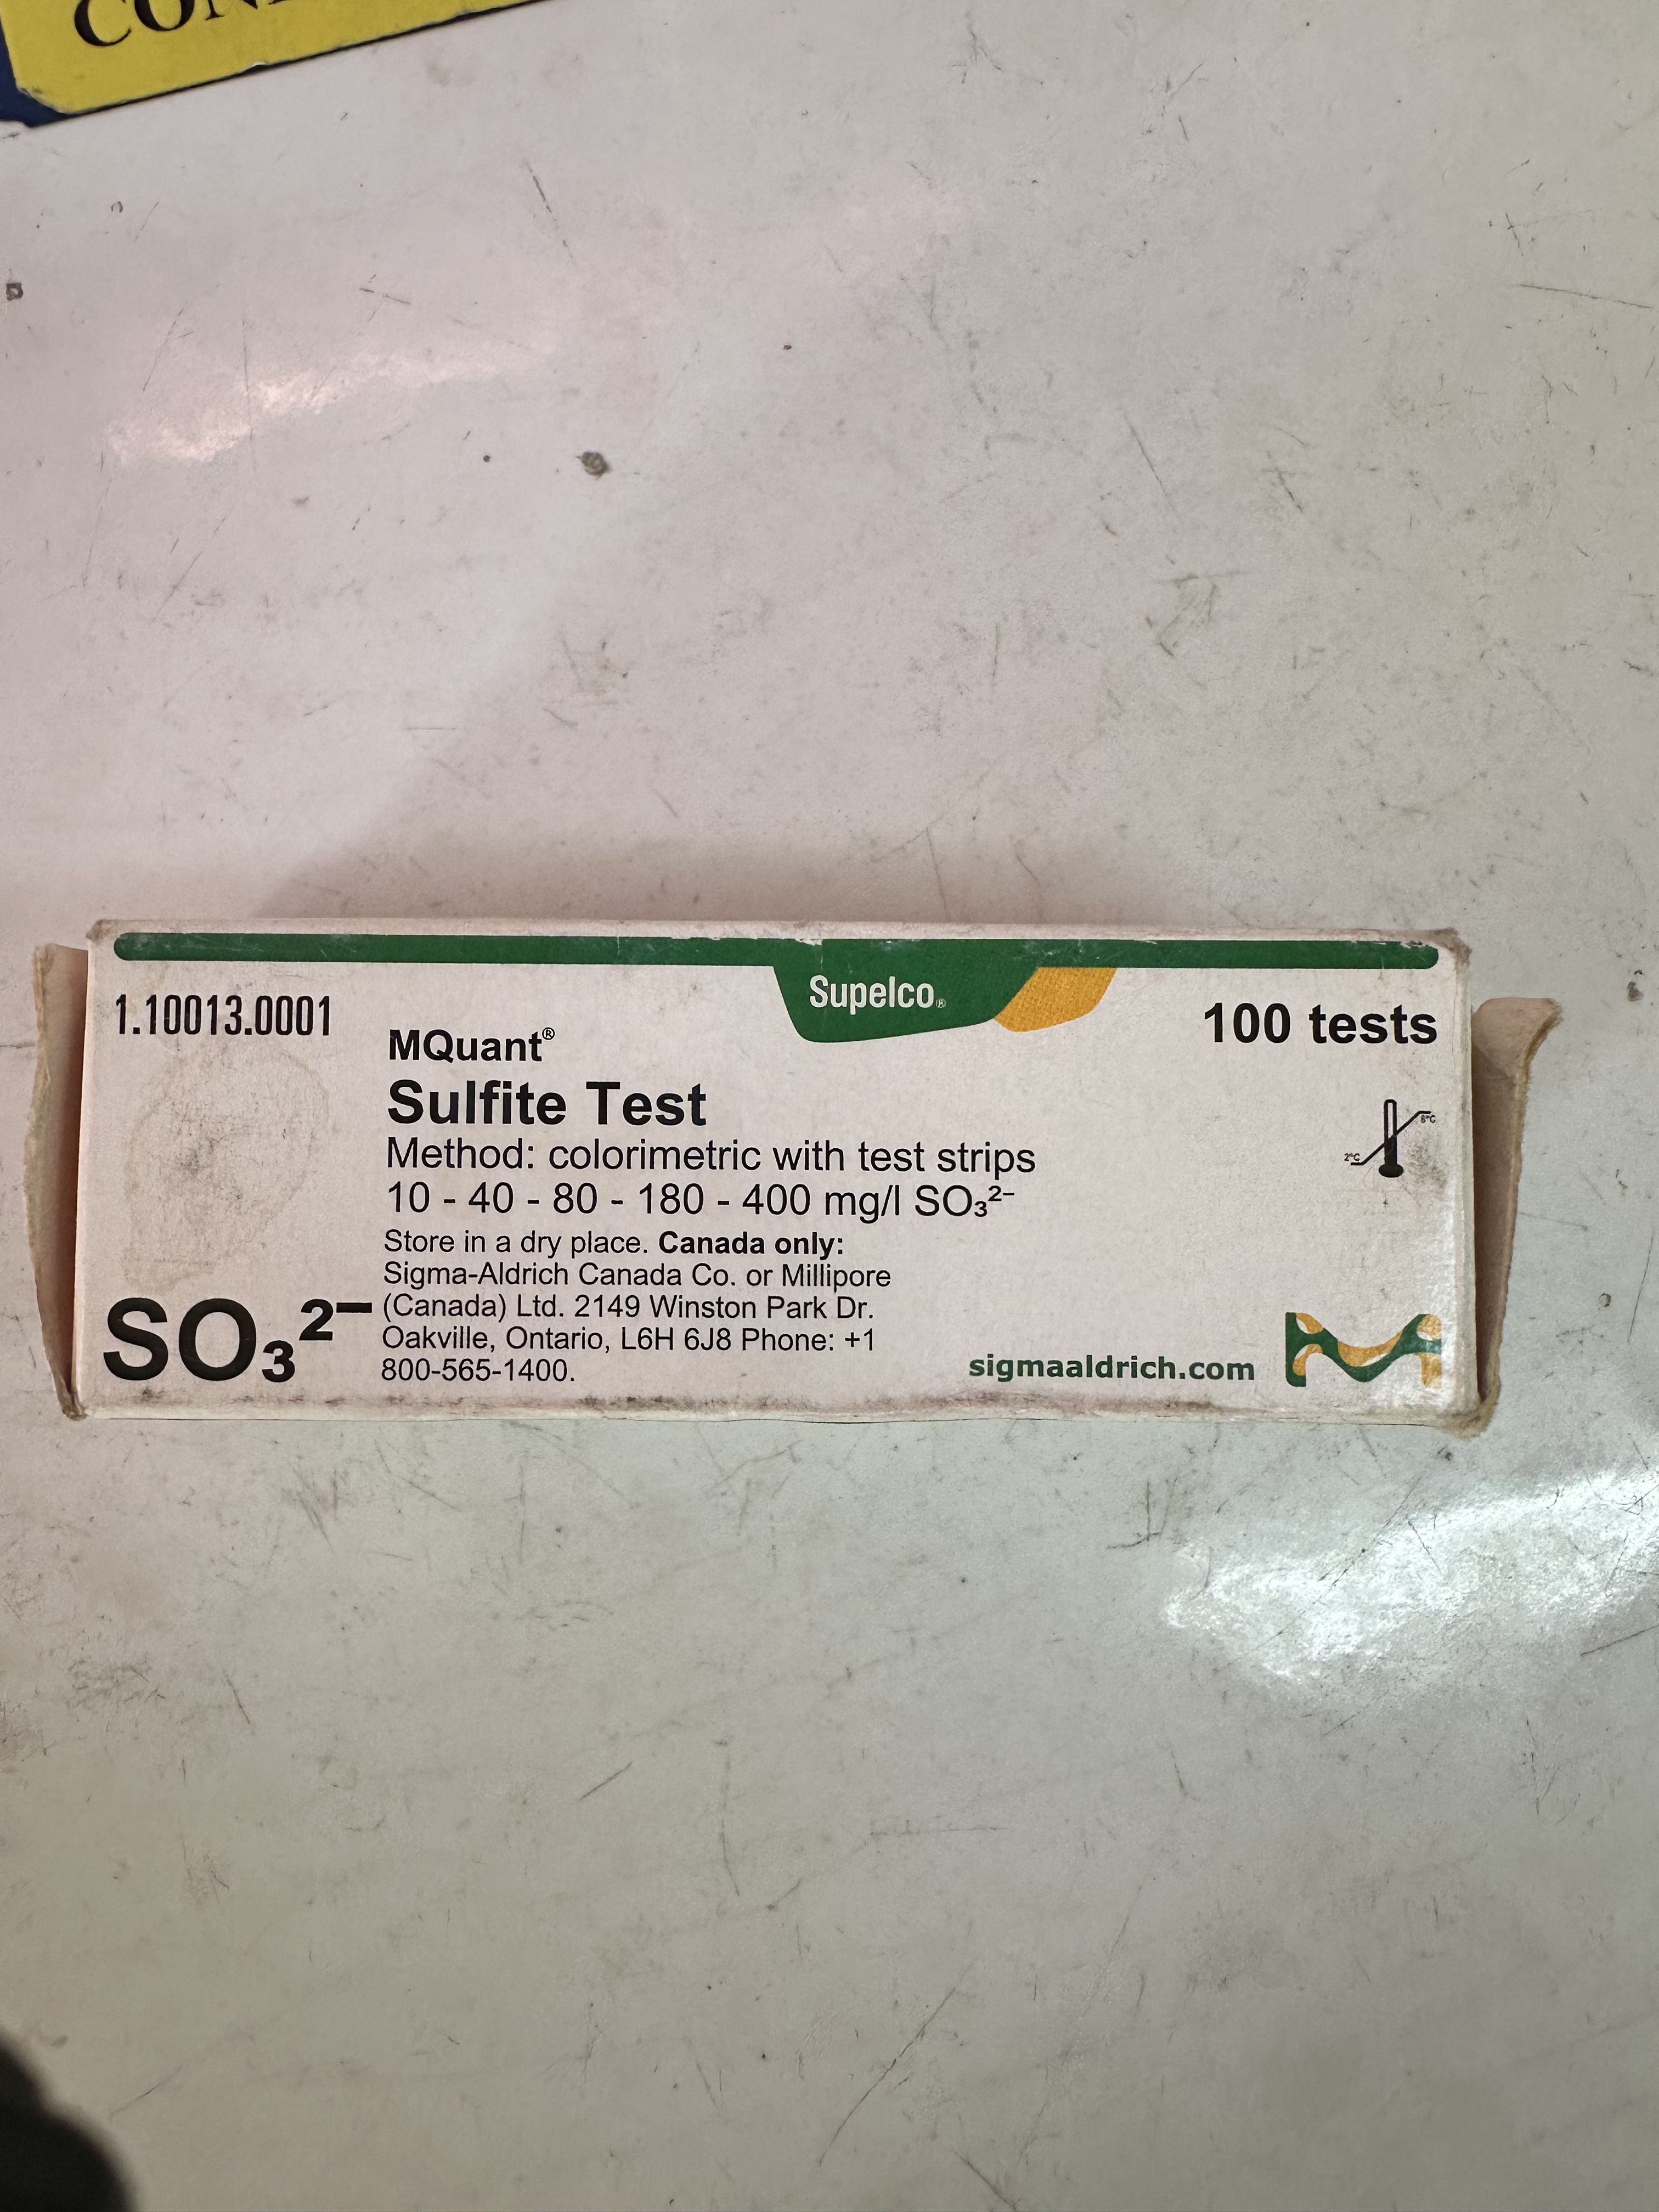 1.10013.0001
Supelco®
100 tests
MQuant®
Sulfite Test
Method: colorimetric with test strips
10 - 40 - 80 - 180 - 400 mg/l SO₃²⁻
2°C
8°C
Store in a dry place. Canada only:
Sigma-Aldrich Canada Co. or Millipore
(Canada) Ltd. 2149 Winston Park Dr.
Oakville, Ontario, L6H 6J8 Phone: +1
800-565-1400.
SO₃²⁻
sigmaaldrich.com